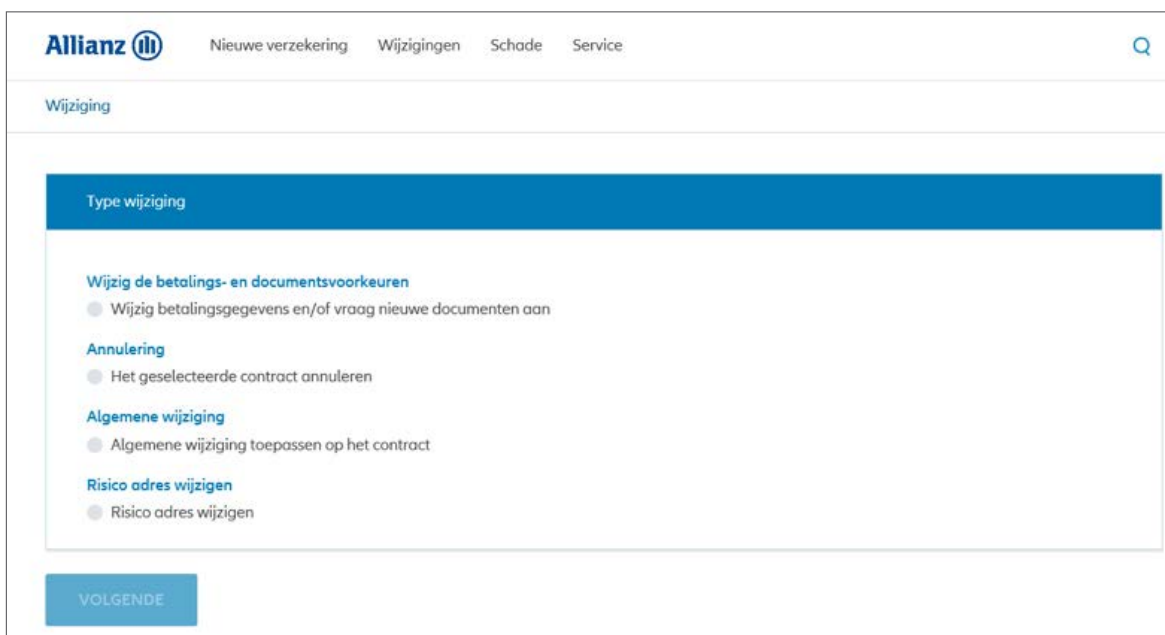 Allianz
Nieuwe verzekering Wijzigingen Schade Service
Wijziging
Type wijziging
Wijzig de betalings- en documentsvoorkeuren
Wijzig betalingsgegevens en/of vraag nieuwe documenten aan
Annulering
Het geselecteerde contract annuleren
Algemene wijziging
Algemene wijziging toepassen op het contract
Risico adres wijzigen
Risico adres wijzigen
VOLGENDE